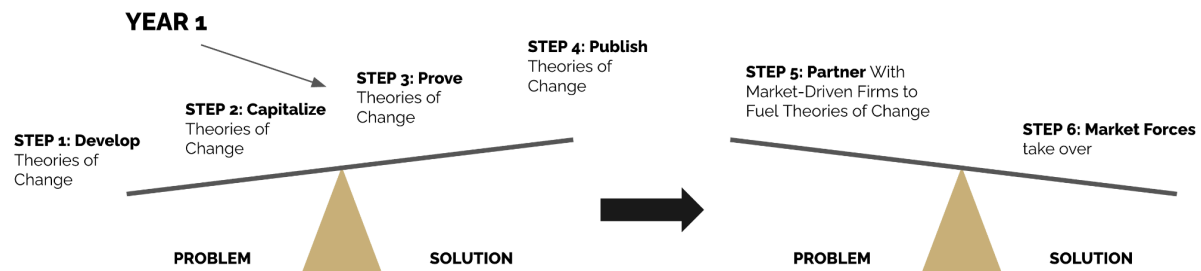 YEAR 1
STEP 1: Develop
Theories of
Change
STEP 2: Capitalize
Theories of
Change
STEP 3: Prove
Theories of
Change
STEP 4: Publish
Theories of
Change
PROBLEM
SOLUTION
STEP 5: Partner With
Market-Driven Firms to
Fuel Theories of Change
STEP 6: Market Forces
take over
PROBLEM
SOLUTION